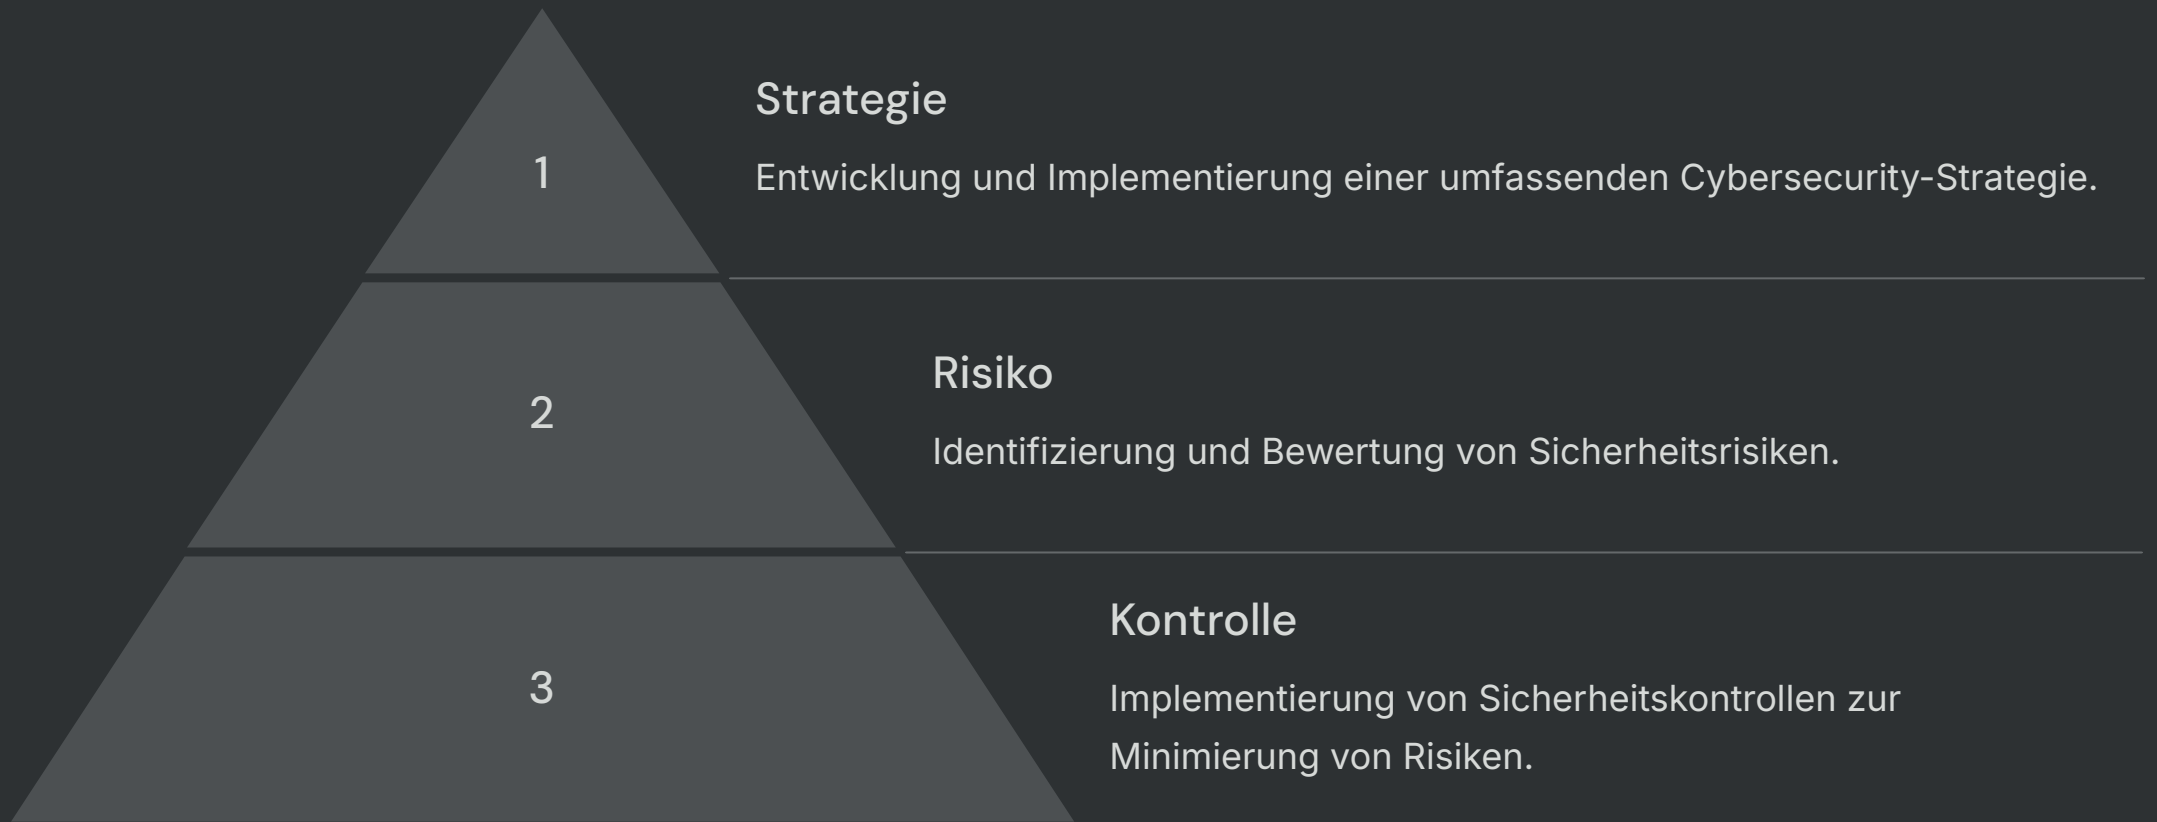 1
Strategie
Entwicklung und Implementierung einer umfassenden Cybersecurity-Strategie.
2
Risiko
Identifizierung und Bewertung von Sicherheitsrisiken.
3
Kontrolle
Implementierung von Sicherheitskontrollen zur
Minimierung von Risiken.